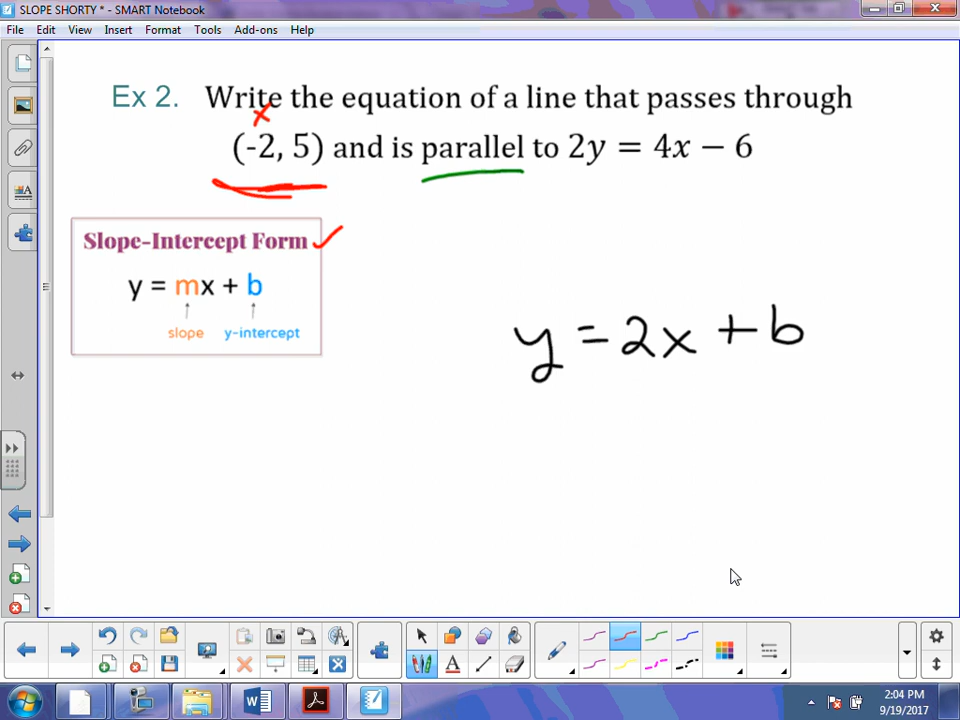 SLOPE SHORTY * - SMART Notebook
File Edit View Insert Format Tools Add-ons Help
Ex 2. Write the equation of a line that passes through
x
(-2, 5) and is parallel to 2y = 4x − 6
Slope-Intercept Form
y = mx + b
slope y-intercept
y = 2x + b
2:04 PM
9/19/2017